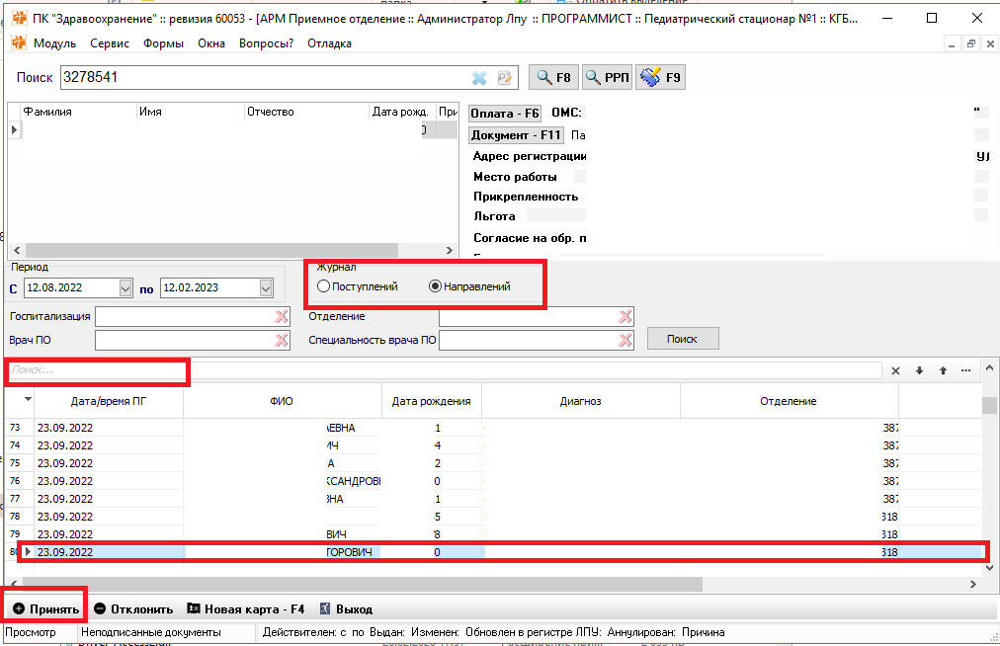 ПК "Здравоохранение" :: ревизия 60053 - [АРМ Приемное отделение :: Администратор Лпу :: ПРОГРАММИСТ :: Педиатрический стационар №1 :: КГБ...
Модуль Сервис Формы Окна Вопросы? Отладка
Поиск 3278541 F8 РРП F9
Фамилия Имя Отчество Дата рожд. При
Оплата - F6 ОМС: "
Документ - F11 Па
Адрес регистрации УЛ
Место работы
Прикрепленность
Льгота
Согласие на обр. п
Период
С 12.08.2022 по 12.02.2023
Журнал
Поступлений Направлений
Госпитализация Отделение
Врач ПО Специальность врача ПО Поиск
Поиск... ...
Дата/время ПГ ФИО Дата рождения Диагноз Отделение
73 23.09.2022 АЕВНА .1 387
74 23.09.2022 ИЧ 4 387
75 23.09.2022 А 2 387
76 23.09.2022 КСАНДРОВ 0 387
77 23.09.2022 ВНА .1 387
78 23.09.2022 5 318
79 23.09.2022 ВИЧ '8 318
80 23.09.2022 ТОРОВИЧ 0 318
Принять Отклонить Новая карта - F4 Выход
Просмотр Неподписанные документы Действителен: с по Выдан: Изменен: Обновлен в регистре ЛПУ: Аннулирован: Причина